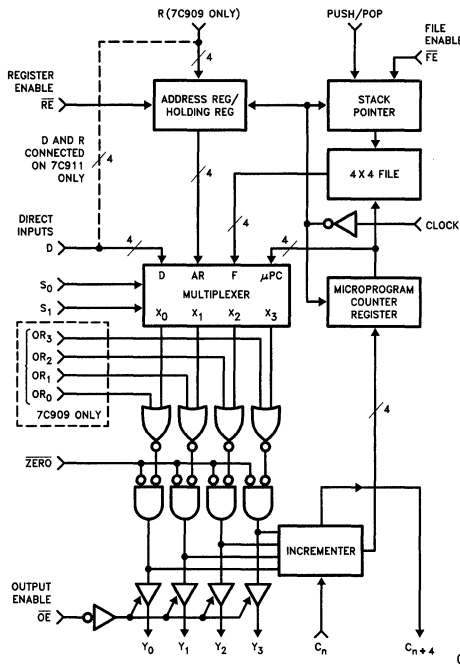 R (7C909 ONLY)
PUSH/POP
FILE
ENABLE
FE
4
REGISTER
ENABLE
RE
ADDRESS REG/
HOLDING REG
STACK
POINTER
D AND R
CONNECTED
ON 7C911
ONLY
4
4
4 X 4 FILE
4
CLOCK
DIRECT
INPUTS
D
4
4
D AR F μPC
MULTIPLEXER
X0 X1 X2 X3
S0
S1
MICROPROGRAM
COUNTER
REGISTER
OR3
OR2
OR1
OR0
7C909 ONLY
4
ZERO
INCREMENTER
OUTPUT
ENABLE
OE
Y0 Y1 Y2 Y3 Cn Cn+4